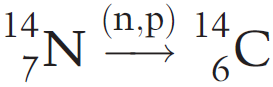 ¹⁴₇N (n,p) ⟶ ¹⁴₆C